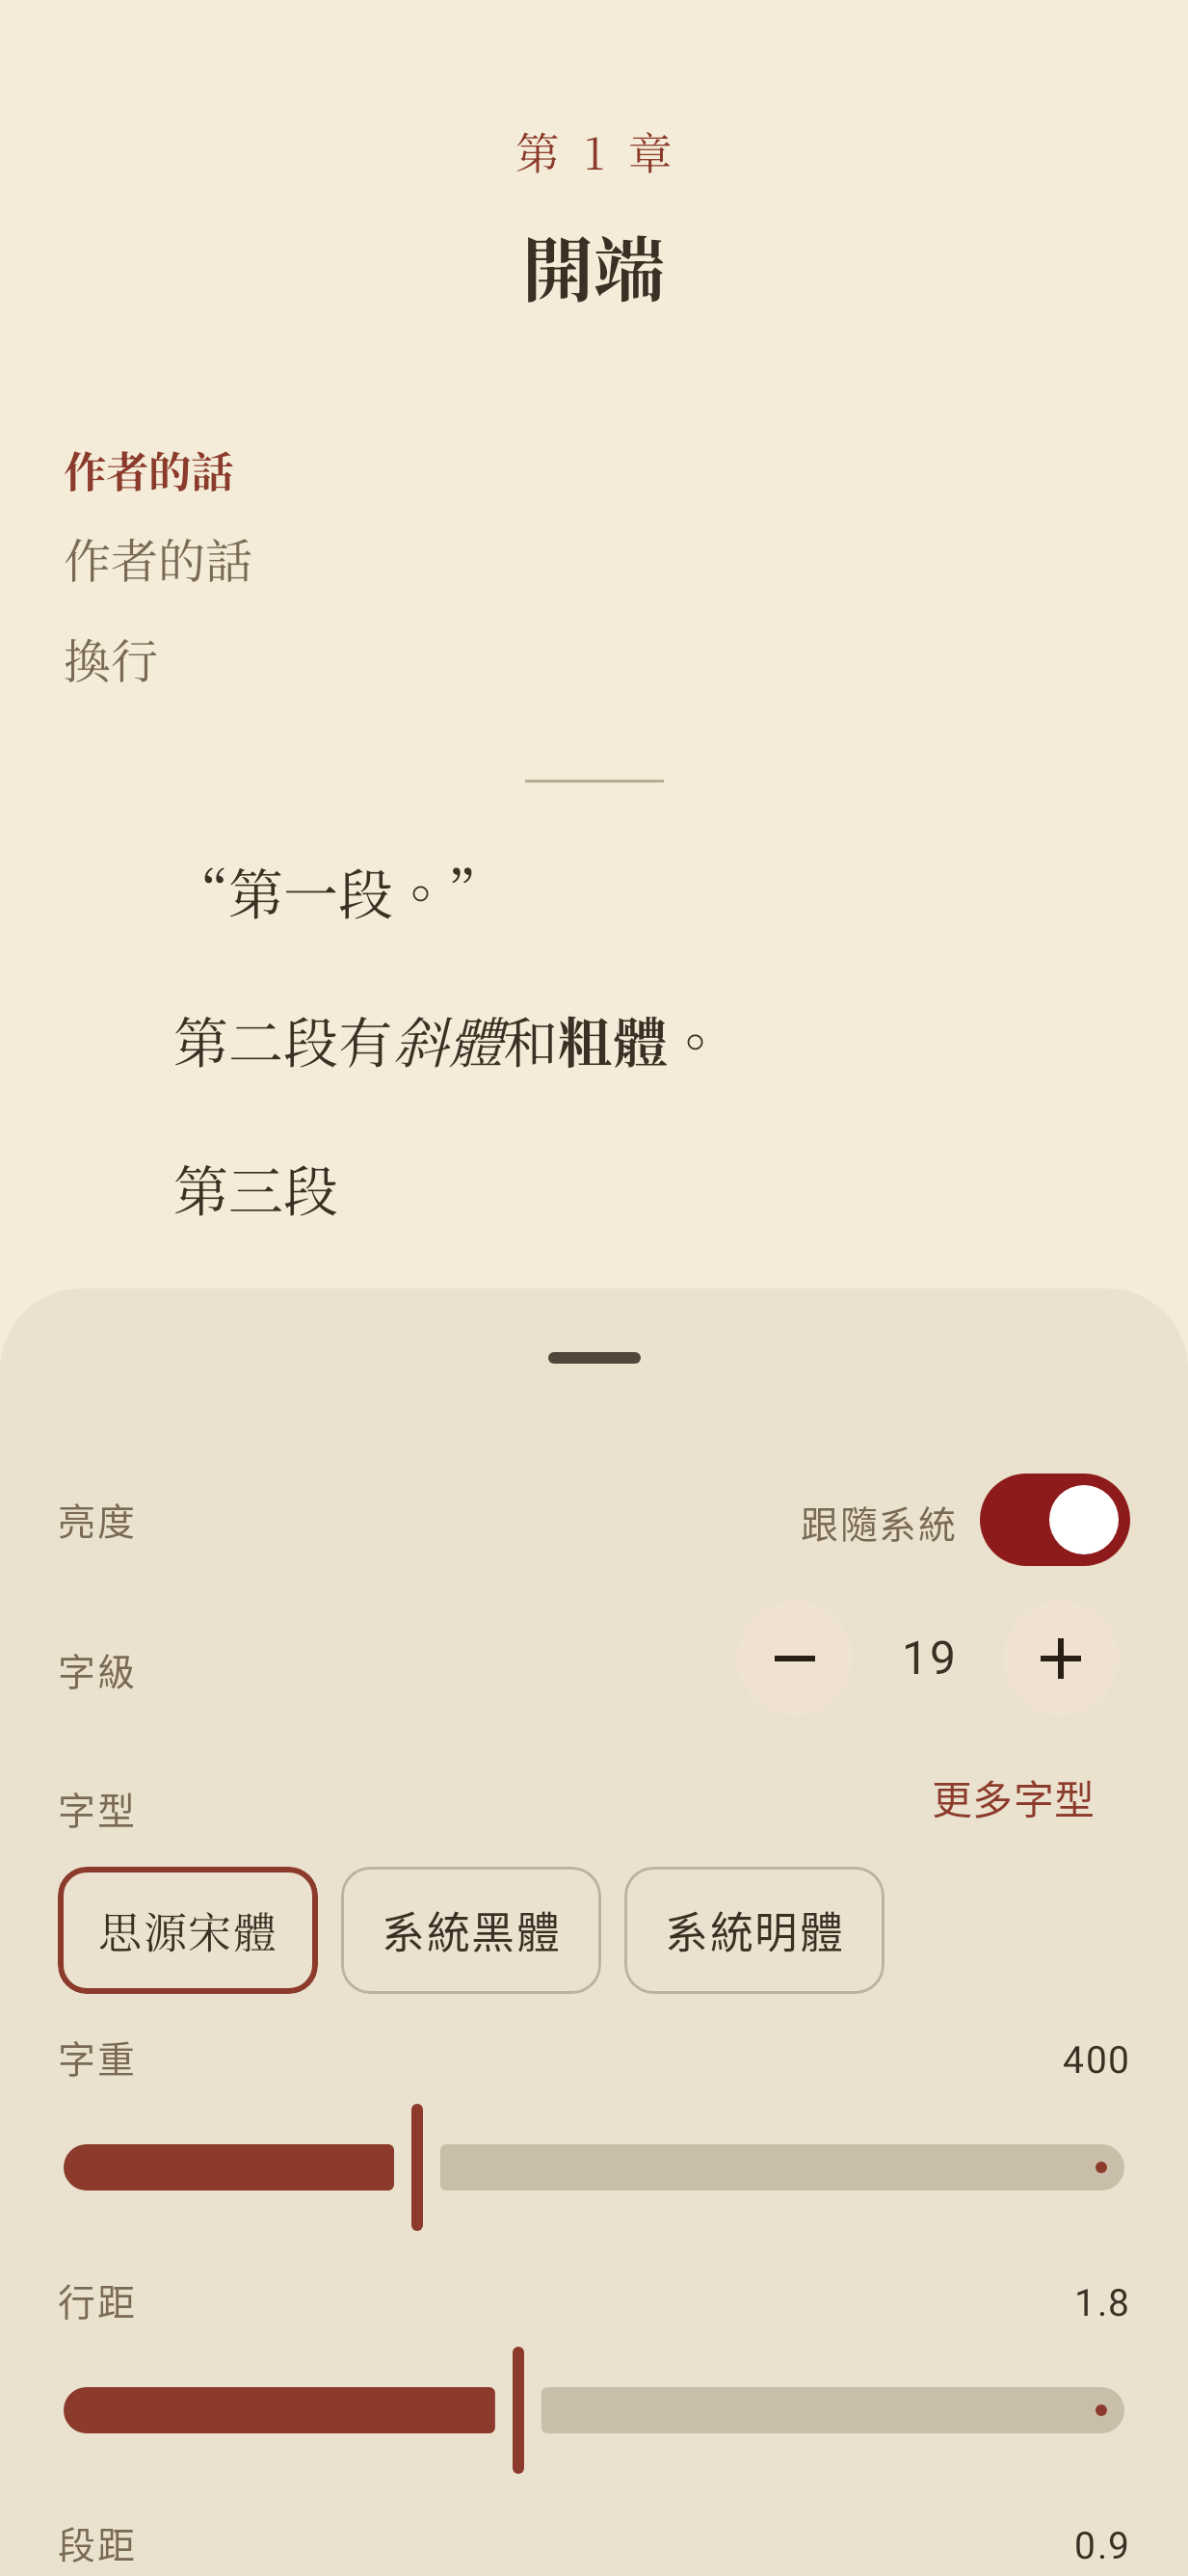 第 1 章
開端
作者的話
作者的話
換行
“第一段。”
第二段有斜體和粗體。
第三段
亮度 跟隨系統
字級 19
字型 更多字型
思源宋體 系統黑體 系統明體
字重 400
行距 1.8
段距 0.9